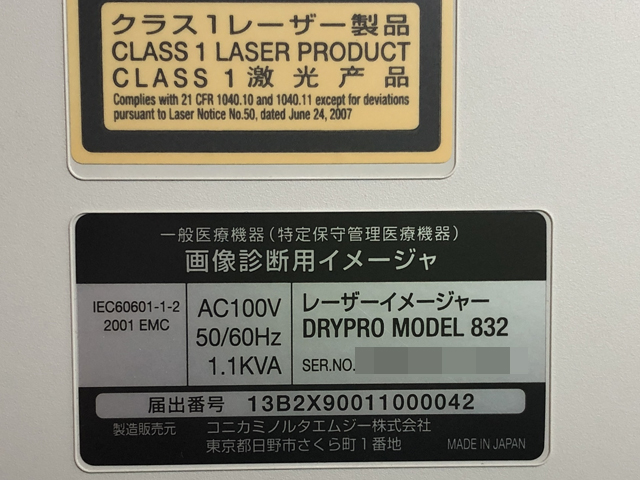 クラス1レーザー製品
CLASS 1 LASER PRODUCT
CLASS 1 激光产品
Complies with 21 CFR 1040.10 and 1040.11 except for deviations
pursuant to Laser Notice No.50, dated June 24, 2007
一般医療機器(特定保守管理医療機器)
画像診断用イメージャ
IEC60601-1-2
2001 EMC
AC100V
50/60Hz
1.1KVA
レーザーイメージャー
DRYPRO MODEL 832
SER.NO.
届出番号 13B2X90011000042
製造販売元 コニカミノルタエムジー株式会社
東京都日野市さくら町1番地
MADE IN JAPAN